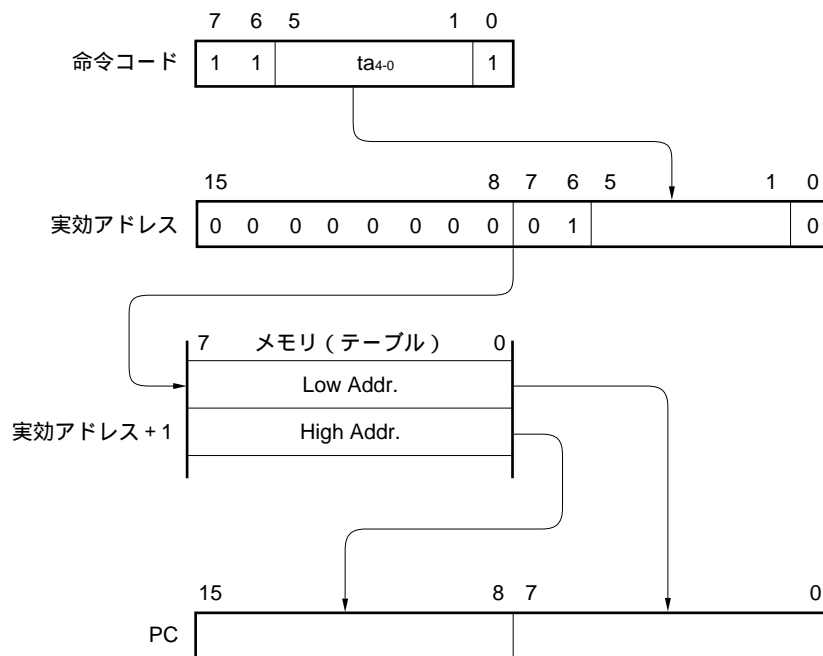 7 6 5 1 0
命令コード 1 1 ta4-0 1
15 8 7 6 5 1 0
実効アドレス 0 0 0 0 0 0 0 0 0 1 0
7 メモリ（テーブル） 0
Low Addr.
実効アドレス＋1 High Addr.
15 8 7 0
PC